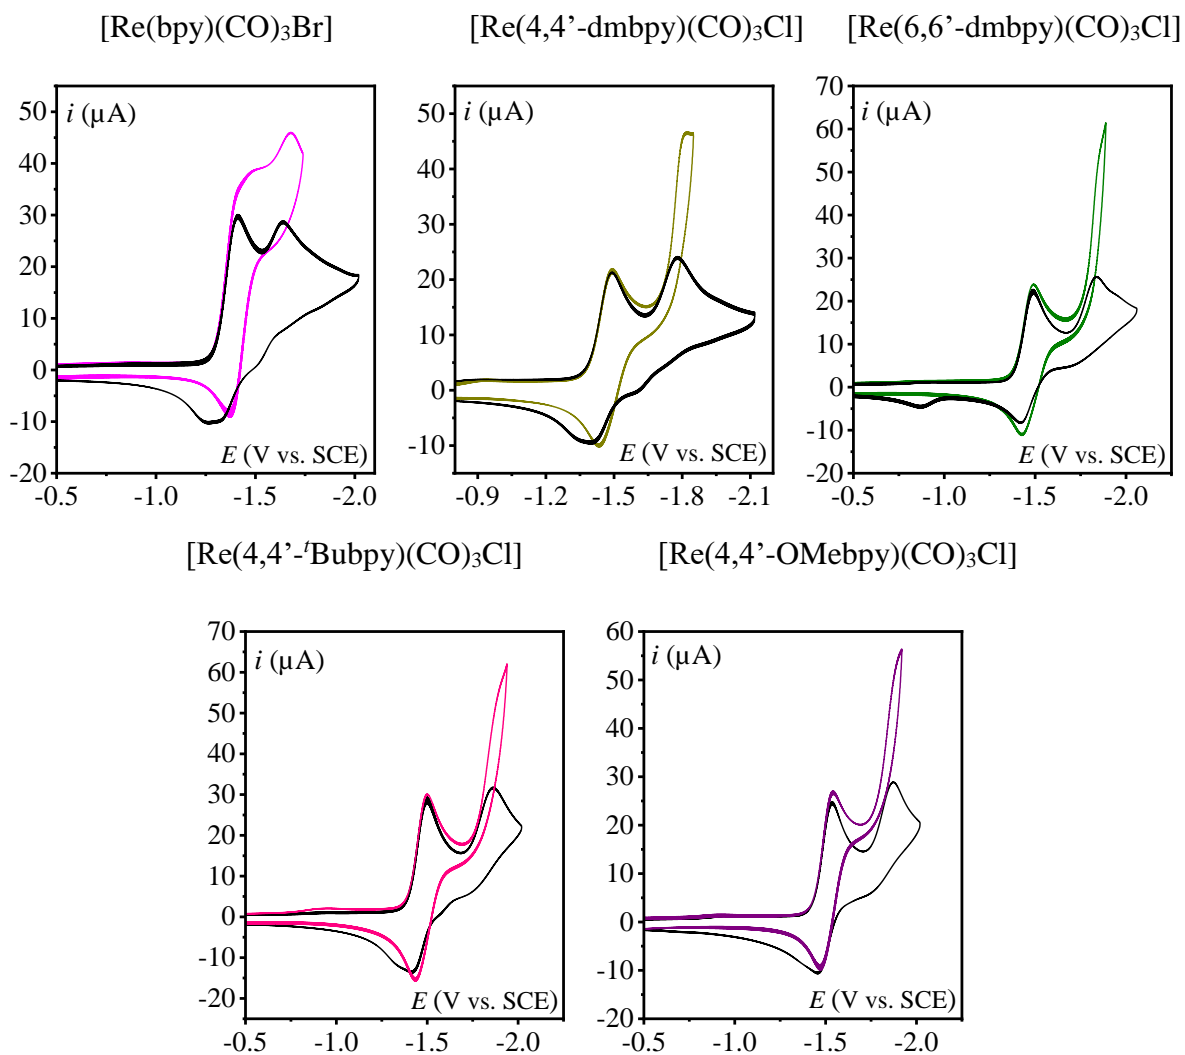 [Re(bpy)(CO)₃Br] [Re(4,4’-dmbpy)(CO)₃Cl] [Re(6,6’-dmbpy)(CO)₃Cl]
i (µA)
50
40
30
20
10
0
-10
-20
E (V vs. SCE)
-0.5 -1.0 -1.5 -2.0
i (µA)
50
40
30
20
10
0
-10
E (V vs. SCE)
-0.9 -1.2 -1.5 -1.8 -2.1
i (µA)
70
60
50
40
30
20
10
0
-10
-20
E (V vs. SCE)
-0.5 -1.0 -1.5 -2.0
[Re(4,4’-ᵗBubpy)(CO)₃Cl] [Re(4,4’-OMebpy)(CO)₃Cl]
i (µA)
70
60
50
40
30
20
10
0
-10
-20
E (V vs. SCE)
-0.5 -1.0 -1.5 -2.0
i (µA)
60
50
40
30
20
10
0
-10
-20
E (V vs. SCE)
-0.5 -1.0 -1.5 -2.0